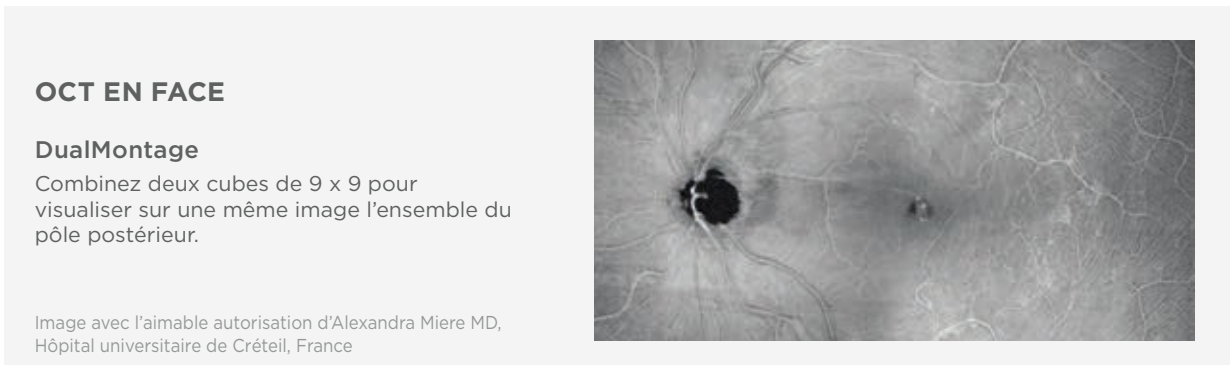 OCT EN FACE
DualMontage
Combinez deux cubes de 9 x 9 pour
visualiser sur une même image l’ensemble du
pôle postérieur.
Image avec l’aimable autorisation d’Alexandra Miere MD,
Hôpital universitaire de Créteil, France